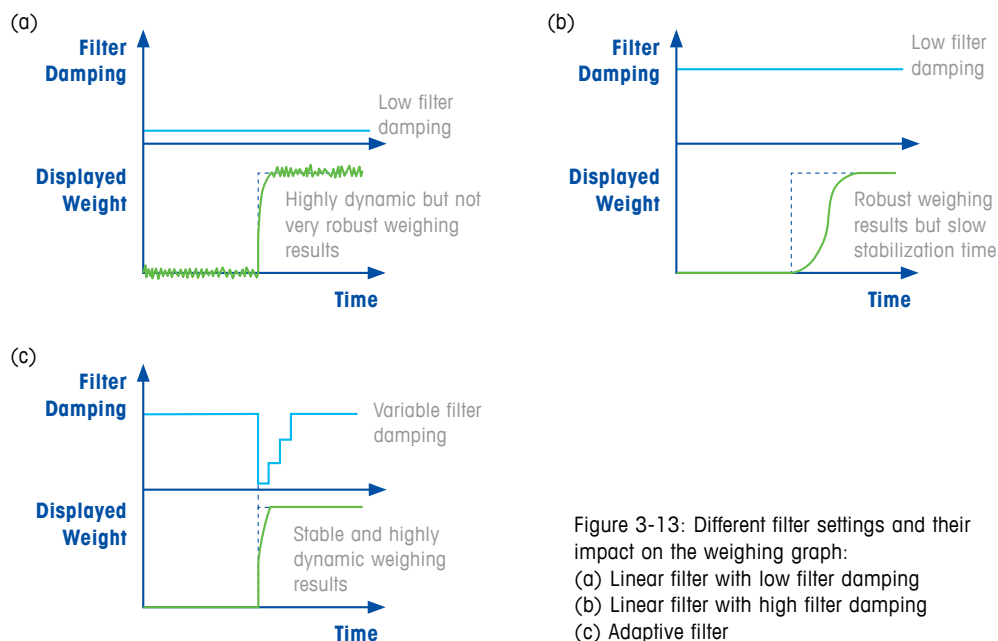 (a)
Filter
Damping
Low filter
damping
Displayed
Weight
Highly dynamic but not
very robust weighing
results
Time
(b)
Filter
Damping
Low filter
damping
Displayed
Weight
Robust weighing
results but slow
stabilization time
Time
(c)
Filter
Damping
Variable filter
damping
Displayed
Weight
Stable and highly
dynamic weighing
results
Time
Figure 3-13: Different filter settings and their
impact on the weighing graph:
(a) Linear filter with low filter damping
(b) Linear filter with high filter damping
(c) Adaptive filter